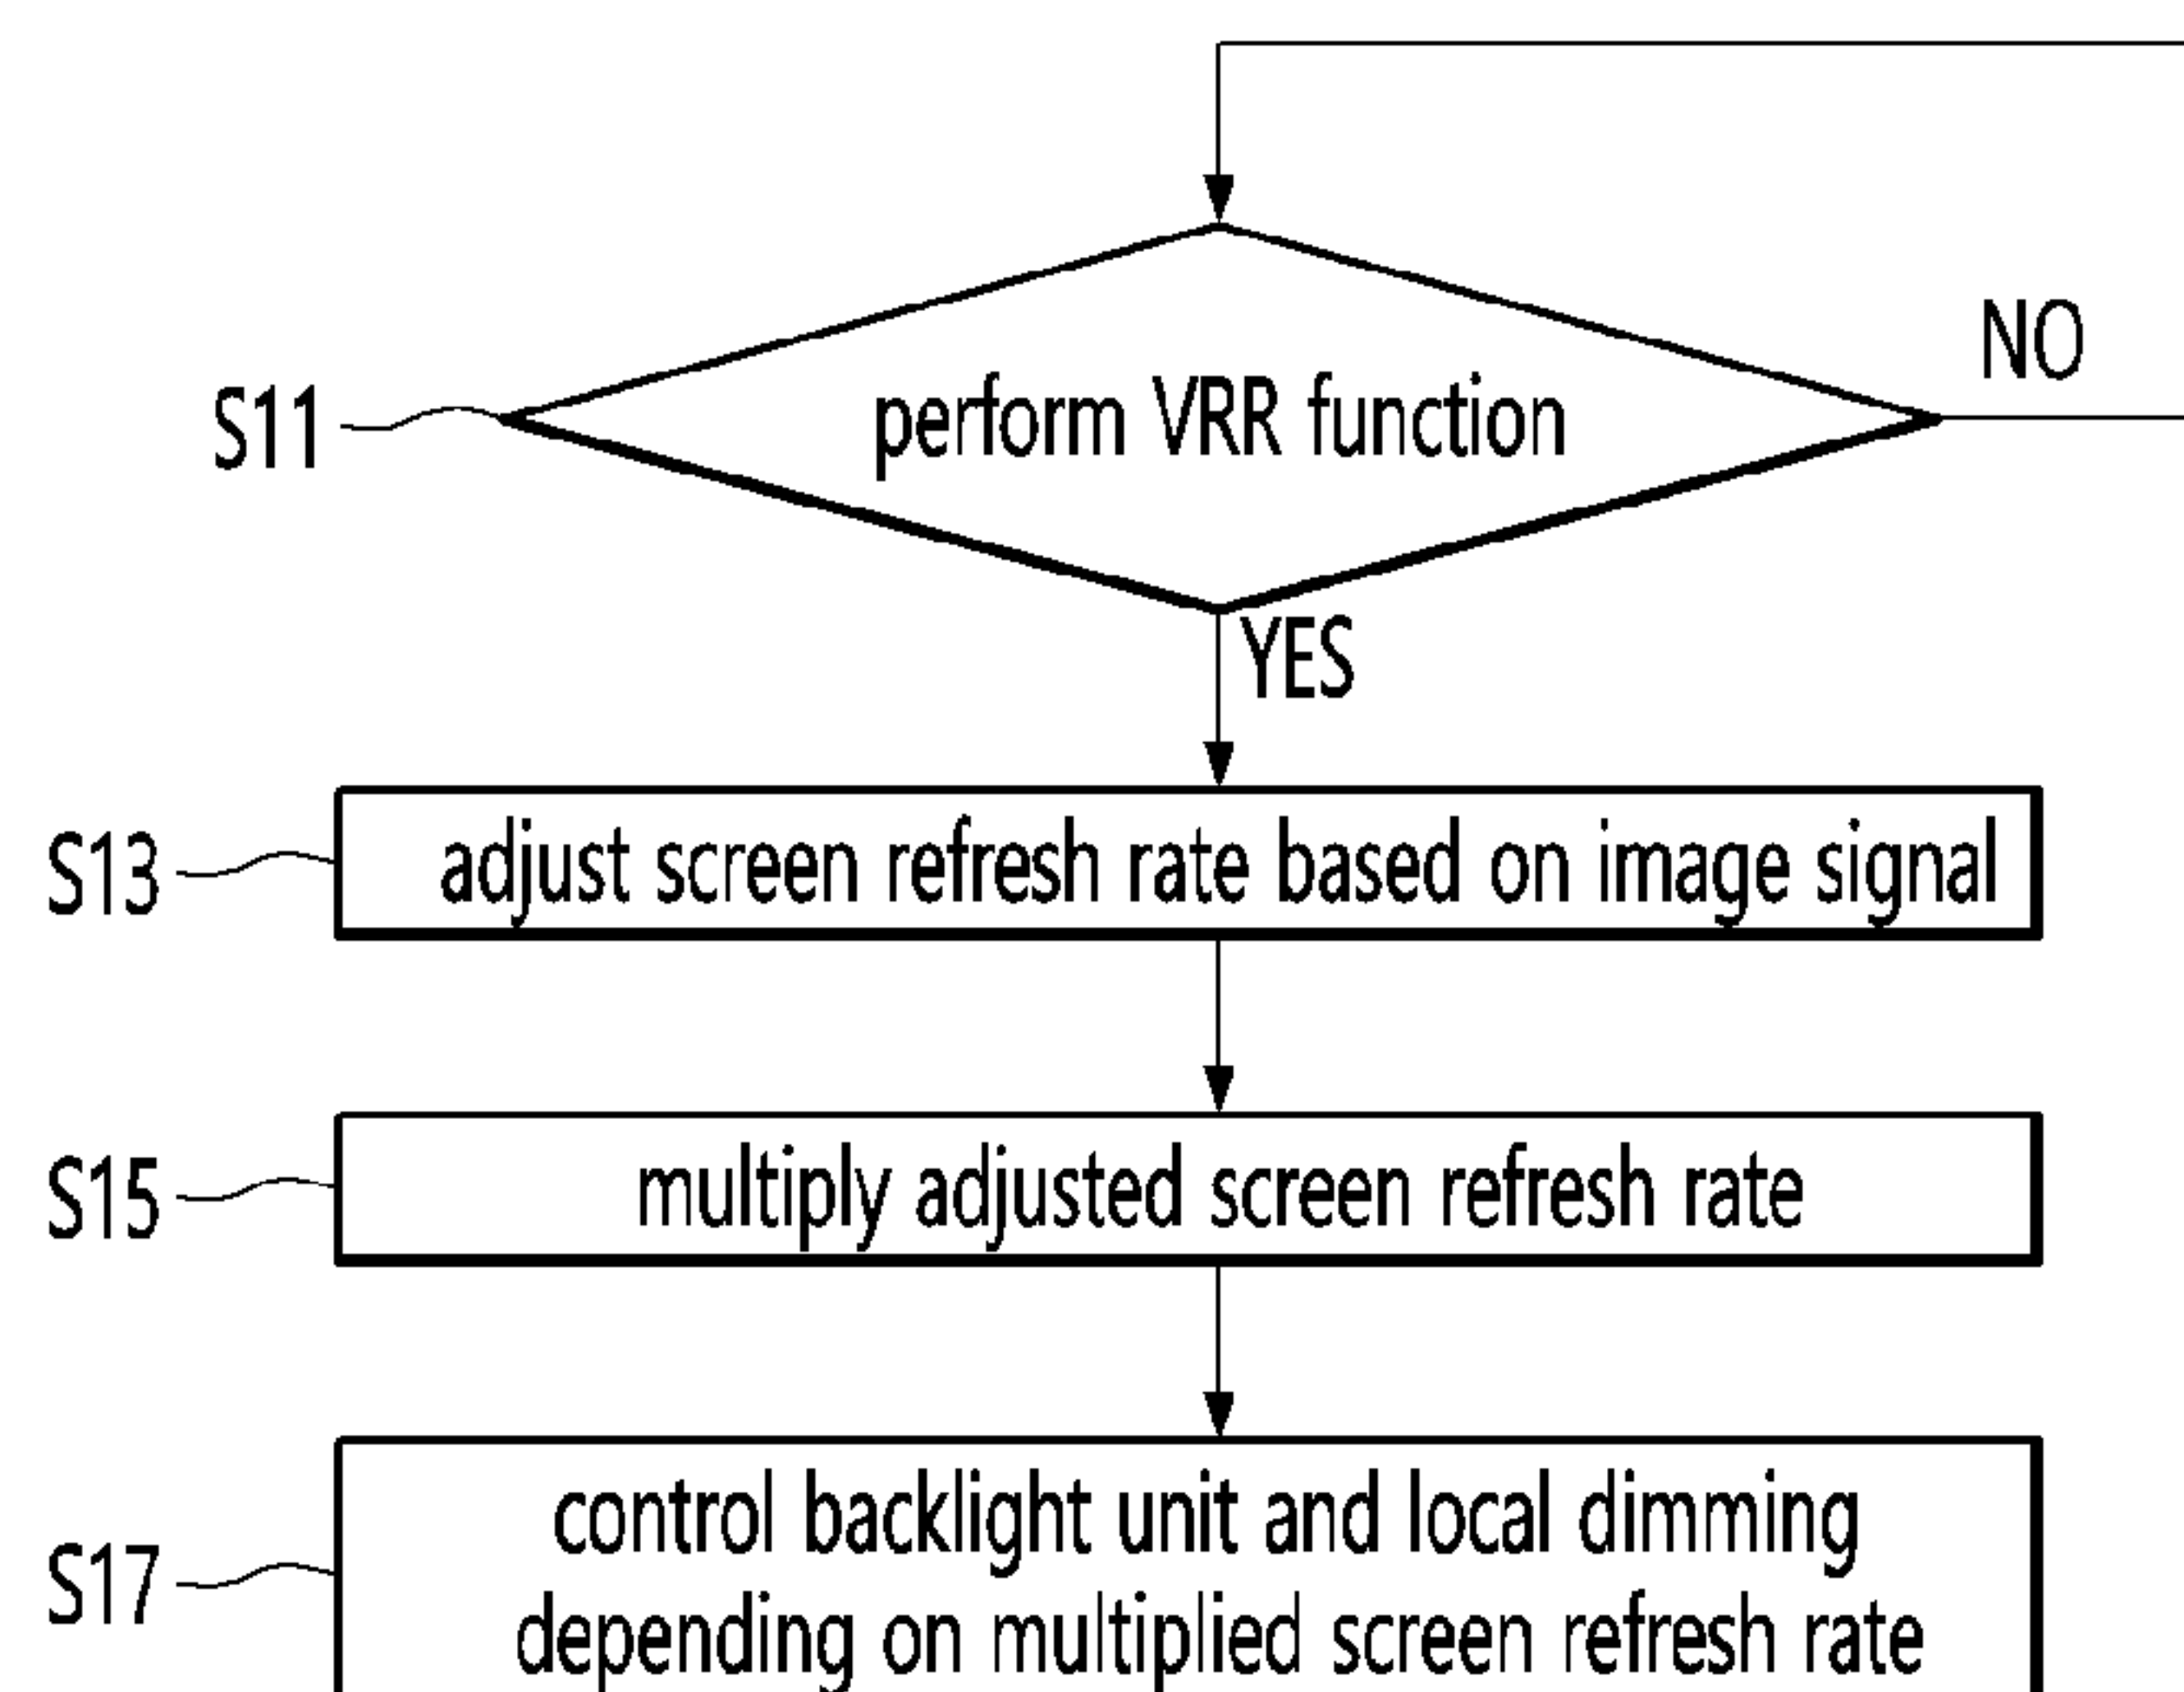 NO
S11
perform VRR function
YES
S13
adjust screen refresh rate based on image signal
S15
multiply adjusted screen refresh rate
S17
control backlight unit and local dimming
depending on multiplied screen refresh rate